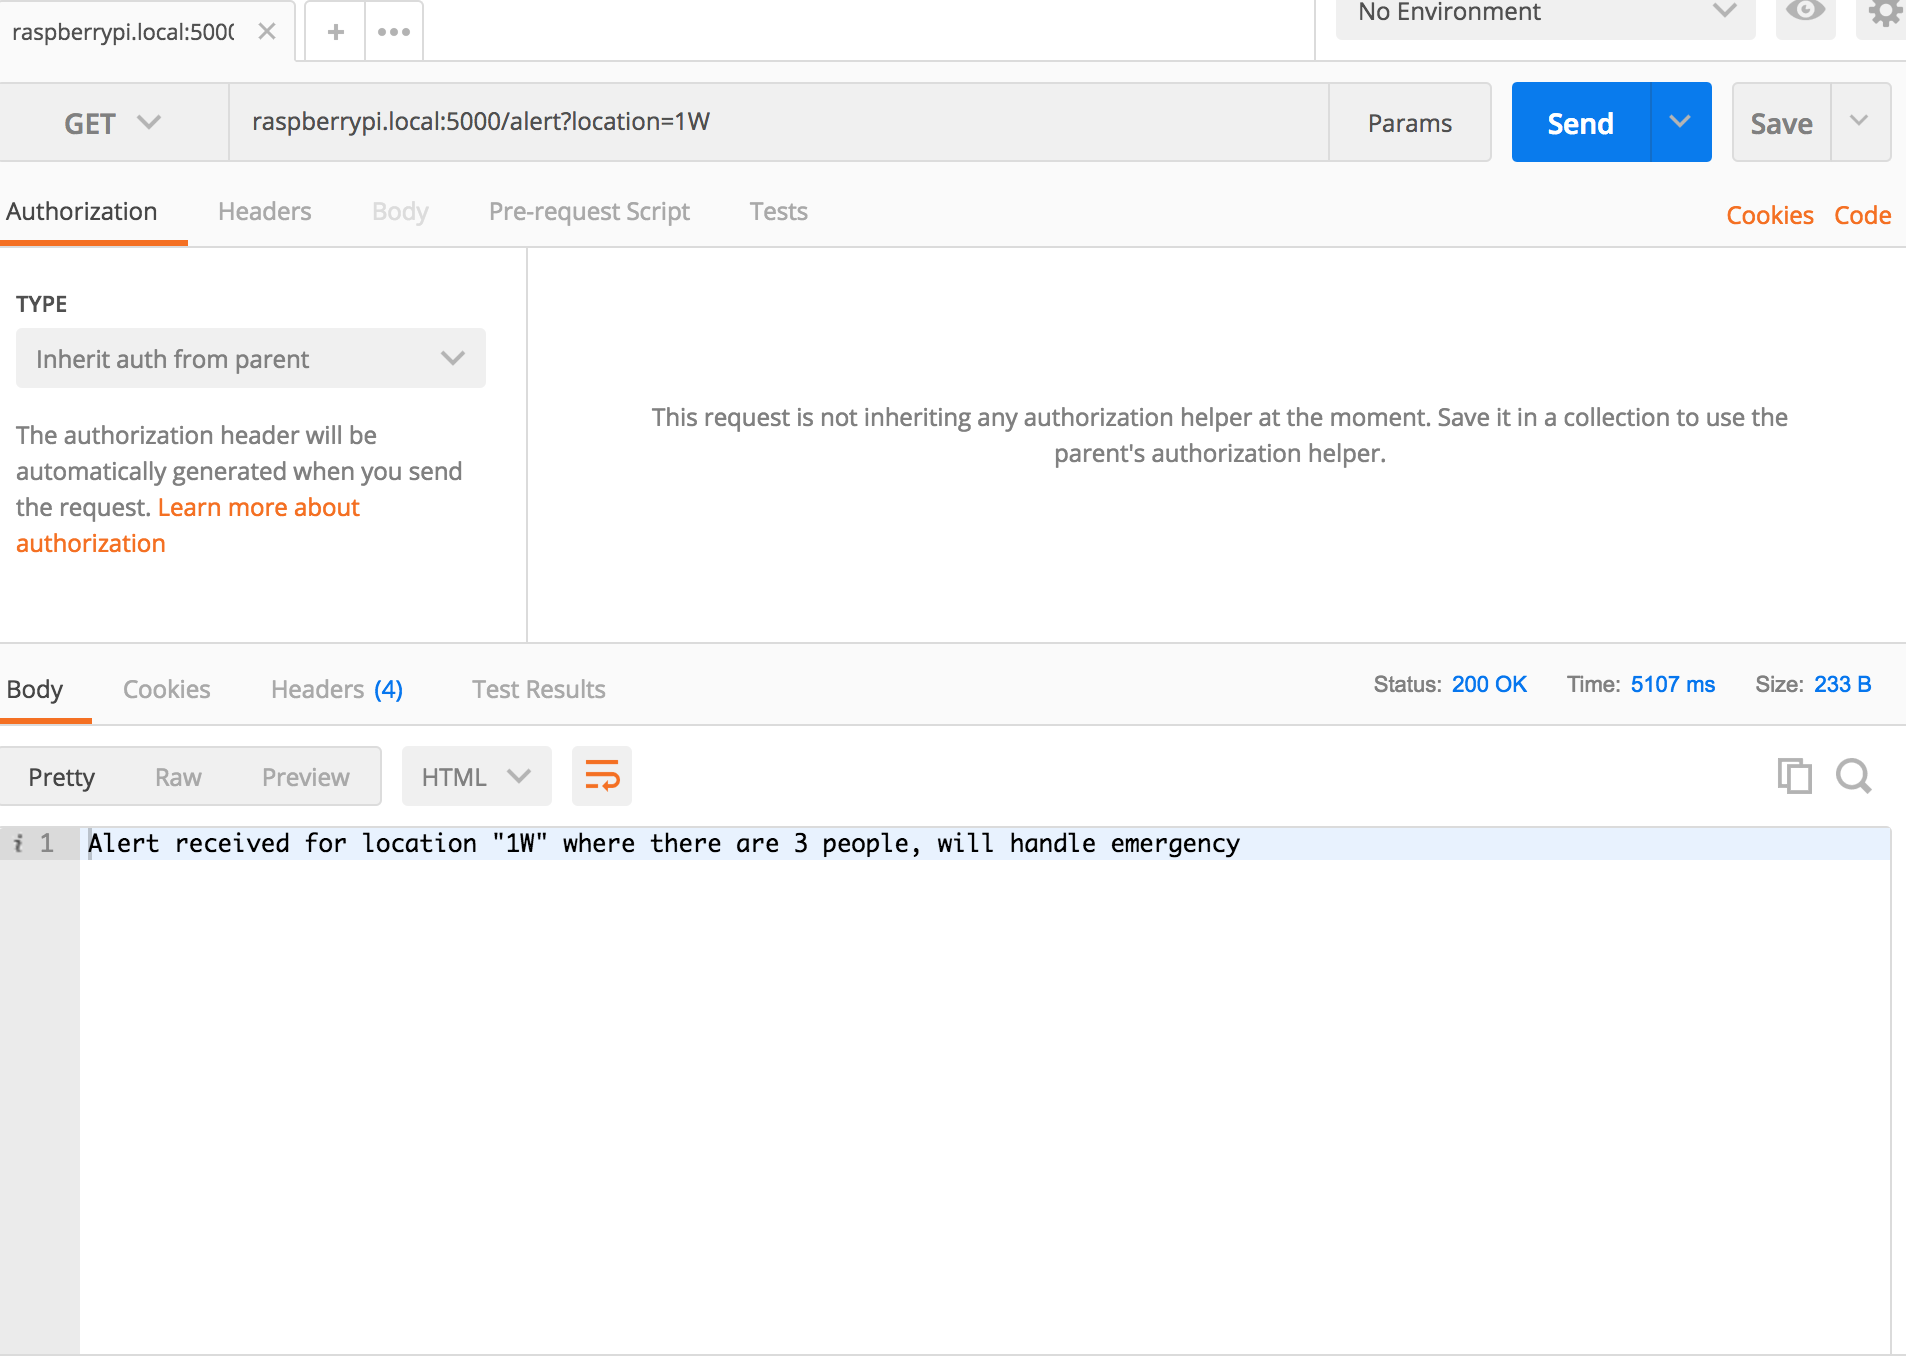 raspberrypi.local:5000
No Environment
GET
raspberrypi.local:5000/alert?location=1W
Params
Send
Save
Authorization
Headers
Body
Pre-request Script
Tests
Cookies
Code
TYPE
Inherit auth from parent
The authorization header will be
automatically generated when you send
the request. Learn more about
authorization
This request is not inheriting any authorization helper at the moment. Save it in a collection to use the
parent's authorization helper.
Body
Cookies
Headers (4)
Test Results
Status: 200 OK
Time: 5107 ms
Size: 233 B
Pretty
Raw
Preview
HTML
i 1
Alert received for location "1W" where there are 3 people, will handle emergency